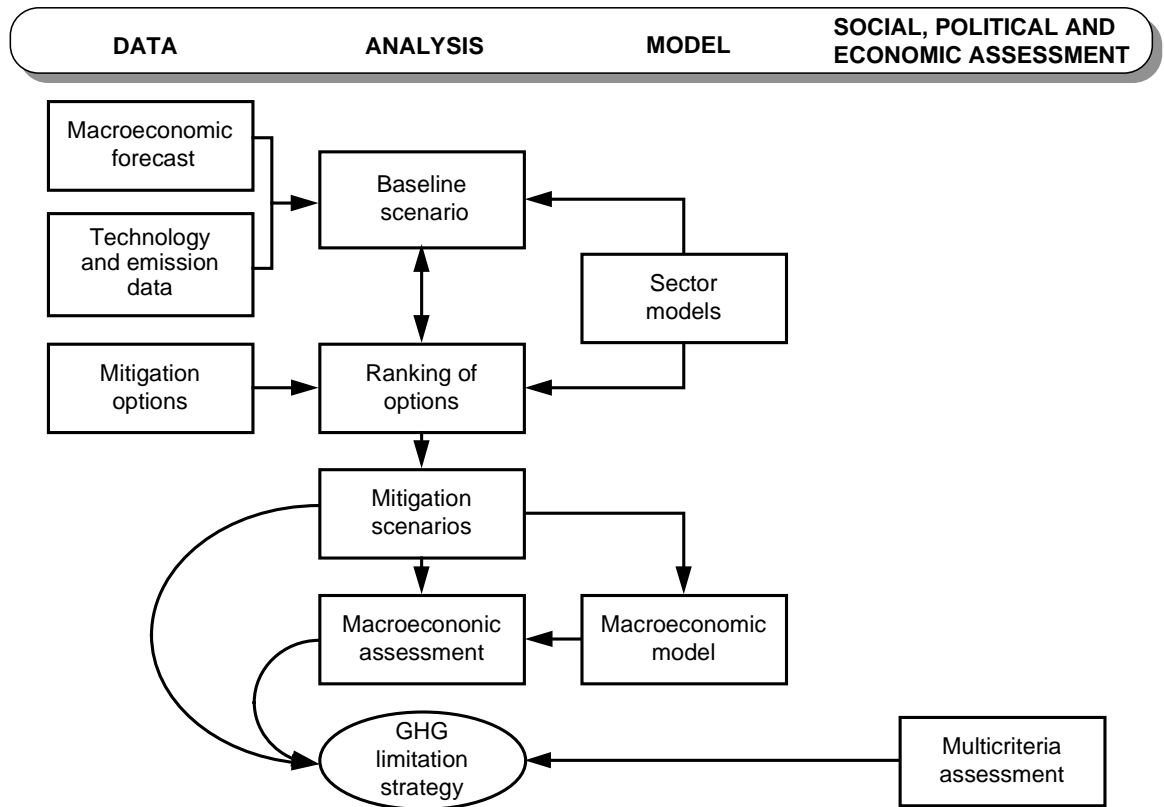 DATA
ANALYSIS
MODEL
SOCIAL, POLITICAL AND
ECONOMIC ASSESSMENT
Macroeconomic
forecast
Baseline
scenario
Technology
and emission
data
Sector
models
Mitigation
options
Ranking of
options
Mitigation
scenarios
Macroecononic
assessment
Macroeconomic
model
GHG
limitation
strategy
Multicriteria
assessment